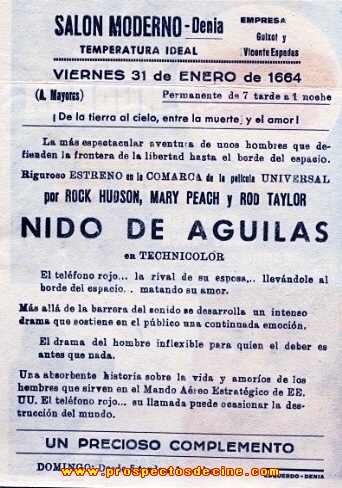 SALON MODERNO-Denia
TEMPERATURA IDEAL
EMPRESA
Guixot y
Vicente Espadas
VIERNES 31 de ENERO de 1664
(A. Mayores) Permanente de 7 tarde a 1 noche
¡De la tierra al cielo, entre la muerte y el amor!
La más espectacular aventura de unos hombres que de-
fienden la frontera de la libertad hasta el borde del espacio.
Riguroso ESTRENO en la COMARCA de la película UNIVERSAL
por ROCK HUDSON, MARY PEACH y ROD TAYLOR
NIDO DE AGUILAS
en TECHNICOLOR
El teléfono rojo... la rival de su esposa,.. llevándole al
borde del espacio. . matando su amor.
Más allá de la barrera del sonido se desarrolla un intenso
drama que sostiene en el público una continuada emoción.
El drama del hombre inflexible para quien el deber es
antes que nada.
Una absorbente historia sobre la vida y amoríos de los
hombres que sirven en el Mando Aéreo Estratégico de EE.
UU. El teléfono rojo... su llamada puede ocasionar la des-
trucción del mundo.
UN PRECIOSO COMPLEMENTO
DOMINGO:
www.prospectosdecine.com
DENIA